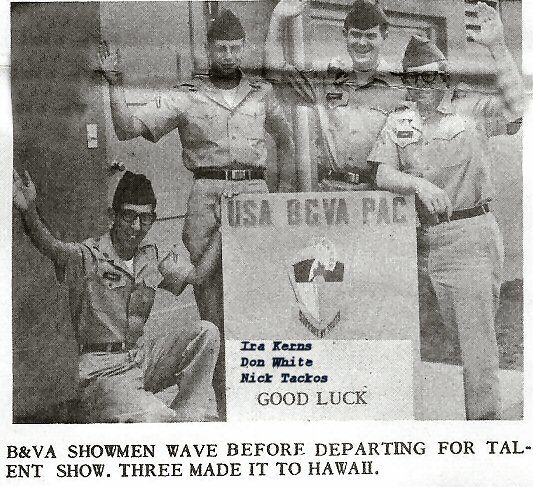 USA B&VA PAC
Ira Kerns
Don White
Nick Tackos
GOOD LUCK
B&VA SHOWMEN WAVE BEFORE DEPARTING FOR TAL-
ENT SHOW. THREE MADE IT TO HAWAII.